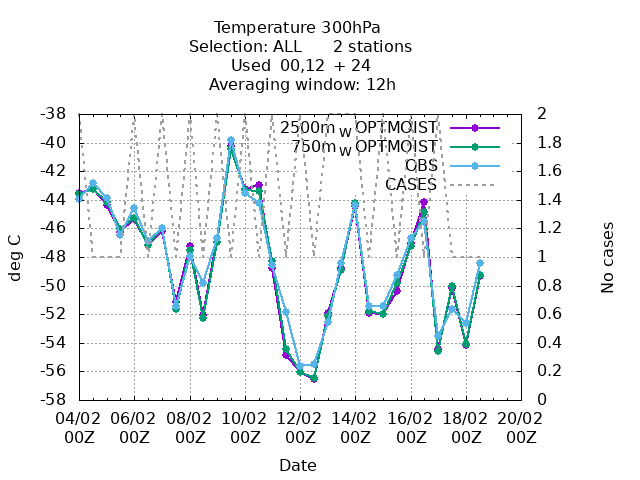 Temperature 300hPa
Selection: ALL 2 stations
Used 00,12 + 24
Averaging window: 12h
2500m_WOPTMOIST
750m_WOPTMOIST
OBS
CASES
-38
-40
-42
-44
-46
-48
-50
-52
-54
-56
-58
deg C
2
1.8
1.6
1.4
1.2
1
0.8
0.6
0.4
0.2
0
No cases
04/02 06/02 08/02 10/02 12/02 14/02 16/02 18/02 20/02
00Z 00Z 00Z 00Z 00Z 00Z 00Z 00Z 00Z
Date